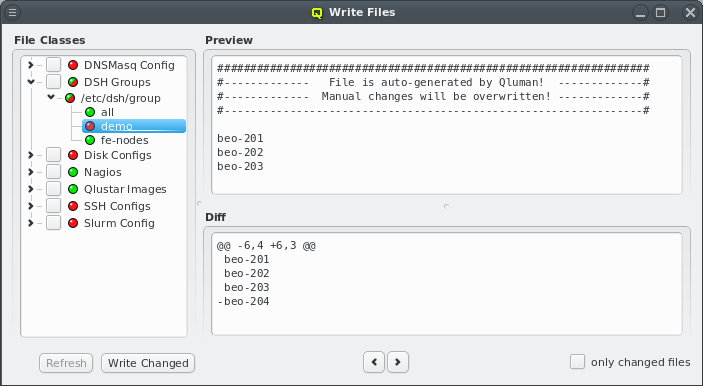 Write Files
File Classes
DNSMasq Config
DSH Groups
/etc/dsh/group
all
demo
fe-nodes
Disk Configs
Nagios
Qlustar Images
SSH Configs
Slurm Config
Preview
#################################################################
#-------------   File is auto-generated by Qluman!  -------------#
#------------- Manual changes will be overwritten! -------------#
#---------------------------------------------------------------#
beo-201
beo-202
beo-203
Diff
@@ -6,4 +6,3 @@
beo-201
beo-202
beo-203
-beo-204
Refresh
Write Changed
only changed files